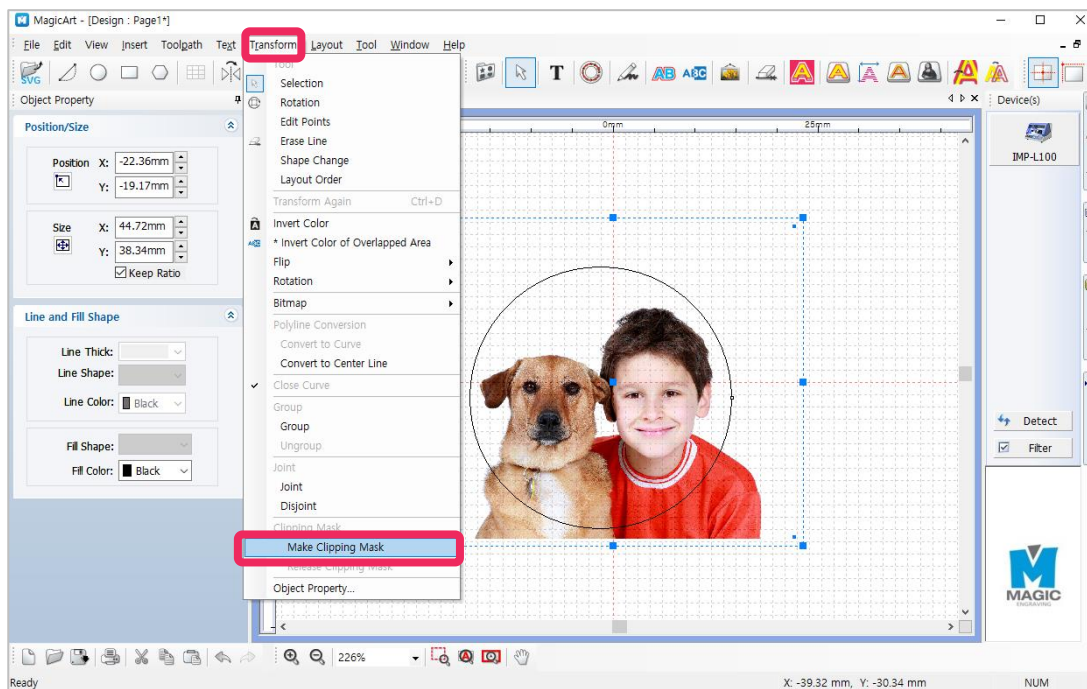 MagicArt - [Design : Page1*]
File Edit View Insert Toolpath Text Transform Layout Tool Window Help
SVG
T
AB
ABC
Object Property
Position/Size
Position X: -22.36mm
Y: -19.17mm
Size X: 44.72mm
Y: 38.34mm
Keep Ratio
Line and Fill Shape
Line Thick:
Line Shape:
Line Color: Black
Fill Shape:
Fill Color: Black
Tool
Selection
Rotation
Edit Points
Erase Line
Shape Change
Layout Order
Transform Again Ctrl+D
Invert Color
* Invert Color of Overlapped Area
Flip
Rotation
Bitmap
Polyline Conversion
Convert to Curve
Convert to Center Line
Close Curve
Group
Group
Ungroup
Joint
Joint
Disjoint
Clipping Mask
Make Clipping Mask
Release Clipping Mask
Object Property...
0mm 25mm
Device(s)
IMP-L100
Detect
Filter
MAGIC
ENGRAVING
226%
Ready X: -39.32 mm, Y: -30.34 mm NUM